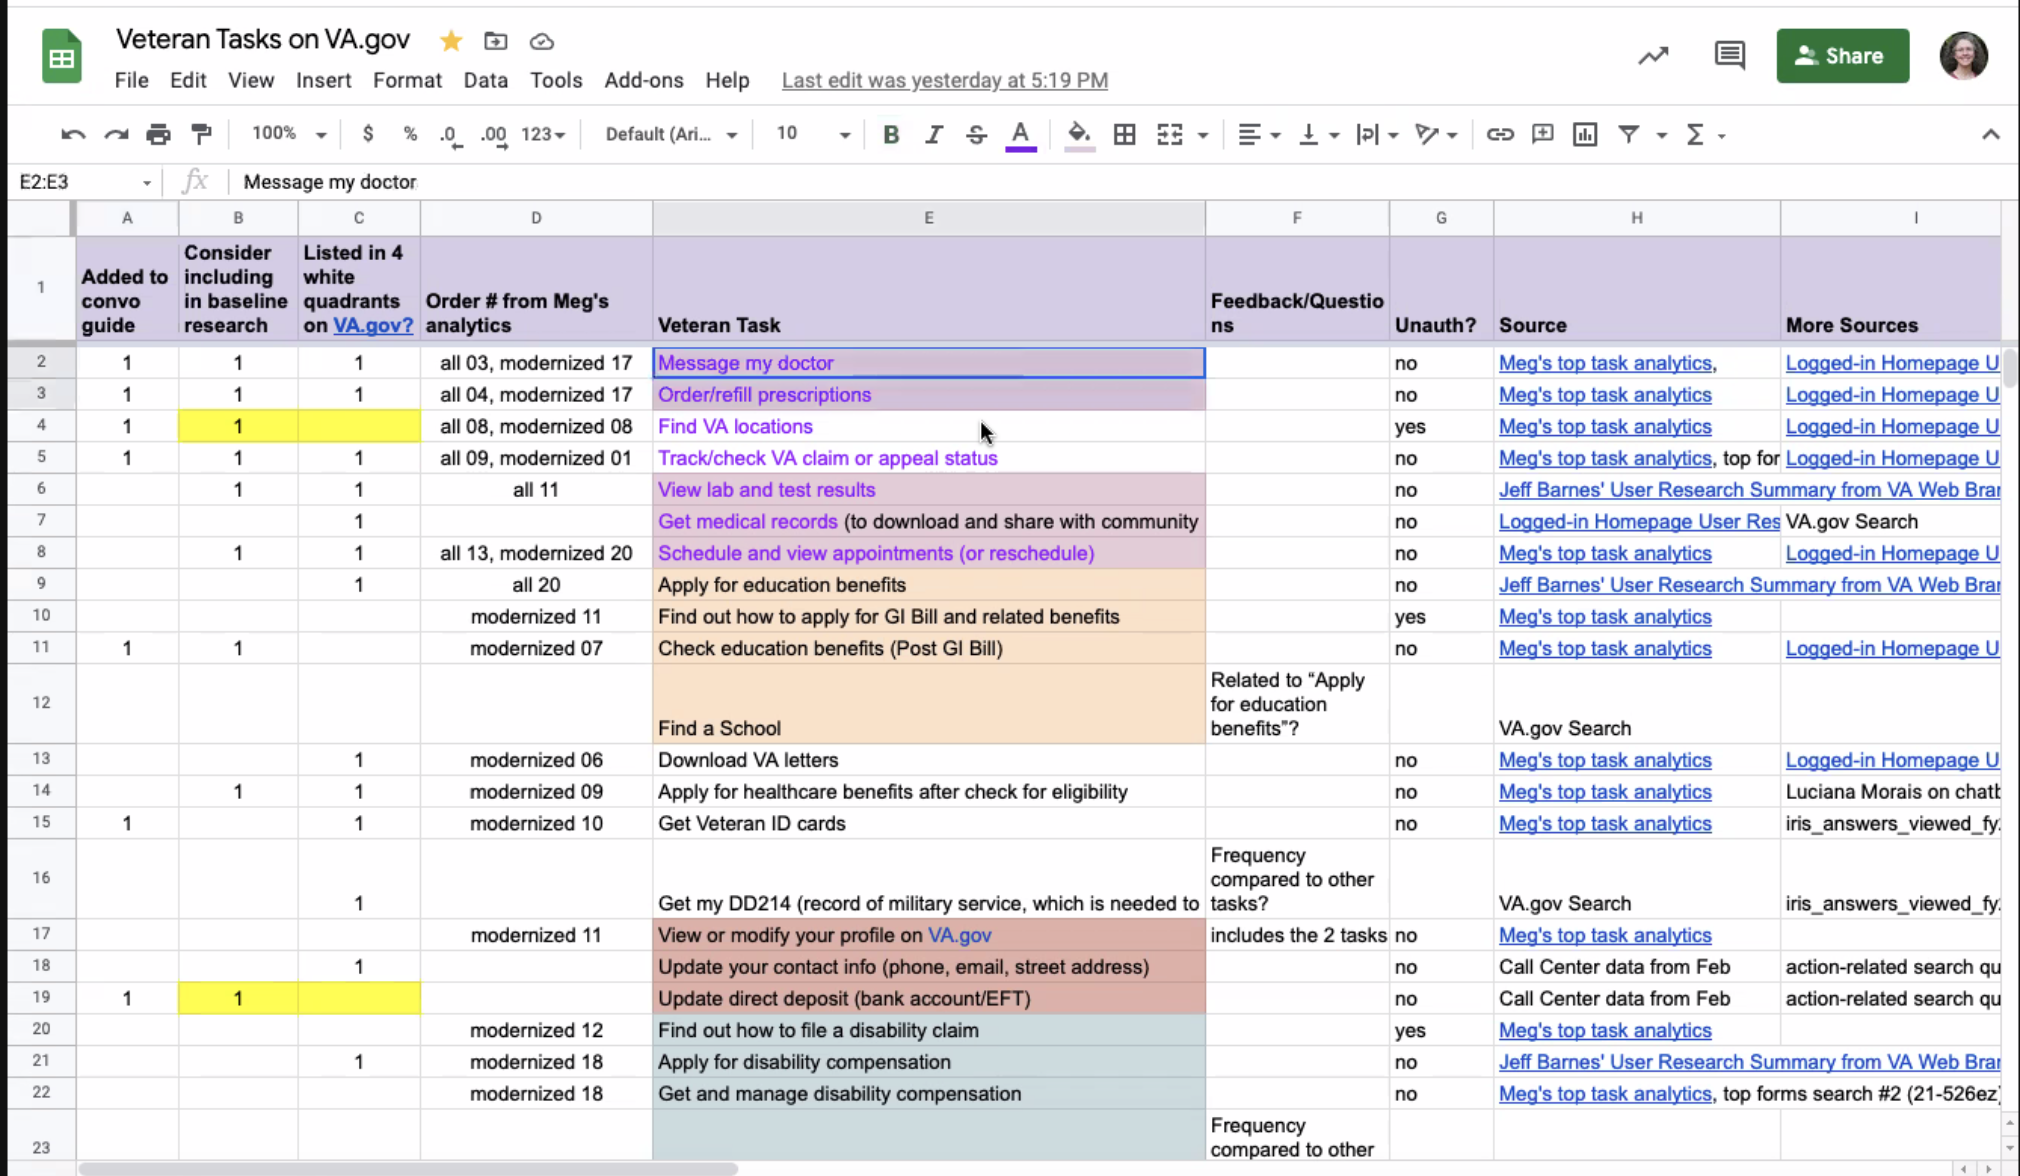 Veteran Tasks on VA.gov
Share
File Edit View Insert Format Data Tools Add-ons Help Last edit was yesterday at 5:19 PM
100% $ % .0 .00 123 Default (Ari... 10 B I S A Σ
E2:E3 fx Message my doctor
A B C D E F G H I
1 Added to convo guide Consider including in baseline research Listed in 4 white quadrants on VA.gov? Order # from Meg's analytics Veteran Task Feedback/Questions Unauth? Source More Sources
2 1 1 1 all 03, modernized 17 Message my doctor no Meg's top task analytics, Logged-in Homepage U
3 1 1 1 all 04, modernized 17 Order/refill prescriptions no Meg's top task analytics Logged-in Homepage U
4 1 1 all 08, modernized 08 Find VA locations yes Meg's top task analytics Logged-in Homepage U
5 1 1 1 all 09, modernized 01 Track/check VA claim or appeal status no Meg's top task analytics, top for Logged-in Homepage U
6 1 1 all 11 View lab and test results no Jeff Barnes' User Research Summary from VA Web Bran
7 1 Get medical records (to download and share with community no Logged-in Homepage User Res VA.gov Search
8 1 1 all 13, modernized 20 Schedule and view appointments (or reschedule) no Meg's top task analytics Logged-in Homepage U
9 1 all 20 Apply for education benefits no Jeff Barnes' User Research Summary from VA Web Bran
10 modernized 11 Find out how to apply for GI Bill and related benefits yes Meg's top task analytics
11 1 1 modernized 07 Check education benefits (Post GI Bill) no Meg's top task analytics Logged-in Homepage U
12 Find a School Related to “Apply for education benefits”? VA.gov Search
13 1 modernized 06 Download VA letters no Meg's top task analytics Logged-in Homepage U
14 1 1 modernized 09 Apply for healthcare benefits after check for eligibility no Meg's top task analytics Luciana Morais on chatb
15 1 1 modernized 10 Get Veteran ID cards no Meg's top task analytics iris_answers_viewed_fy
16 1 Get my DD214 (record of military service, which is needed to Frequency compared to other tasks? VA.gov Search iris_answers_viewed_fy
17 modernized 11 View or modify your profile on VA.gov includes the 2 tasks no Meg's top task analytics
18 1 Update your contact info (phone, email, street address) no Call Center data from Feb action-related search qu
19 1 1 Update direct deposit (bank account/EFT) no Call Center data from Feb action-related search qu
20 modernized 12 Find out how to file a disability claim yes Meg's top task analytics
21 1 modernized 18 Apply for disability compensation no Jeff Barnes' User Research Summary from VA Web Bran
22 modernized 18 Get and manage disability compensation no Meg's top task analytics, top forms search #2 (21-526ez)
23 Frequency compared to other